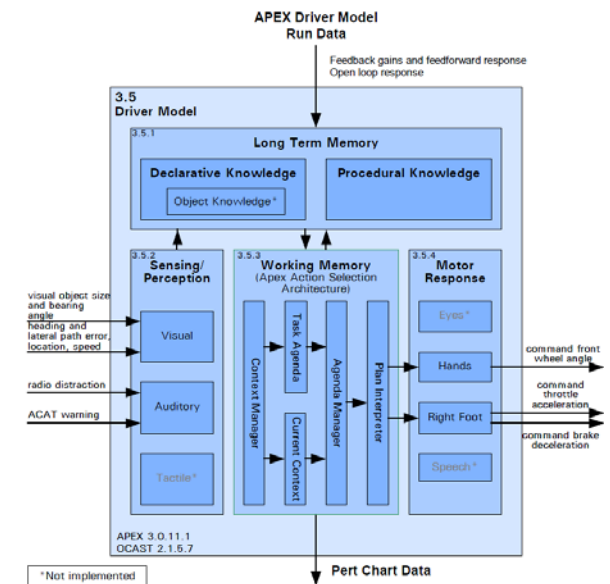 APEX Driver Model
Run Data
Feedback gains and feedforward response
Open loop response
3.5
Driver Model
3.5.1
Long Term Memory
Declarative Knowledge
Object Knowledge*
Procedural Knowledge
3.5.2
Sensing/
Perception
Visual
Auditory
Tactile*
3.5.3
Working Memory
(Apex Action Selection
Architecture)
Context Manager
Task Agenda
Current Context
Agenda Manager
Plan Interpreter
3.5.4
Motor
Response
Eyes*
Hands
Right Foot
Speech*
visual object size
and bearing
angle
heading and
lateral path error,
location, speed
radio distraction
ACAT warning
command front
wheel angle
command
throttle
acceleration
command brake
deceleration
APEX 3.0.11.1
OCAST 2.1.5.7
Pert Chart Data
*Not implemented